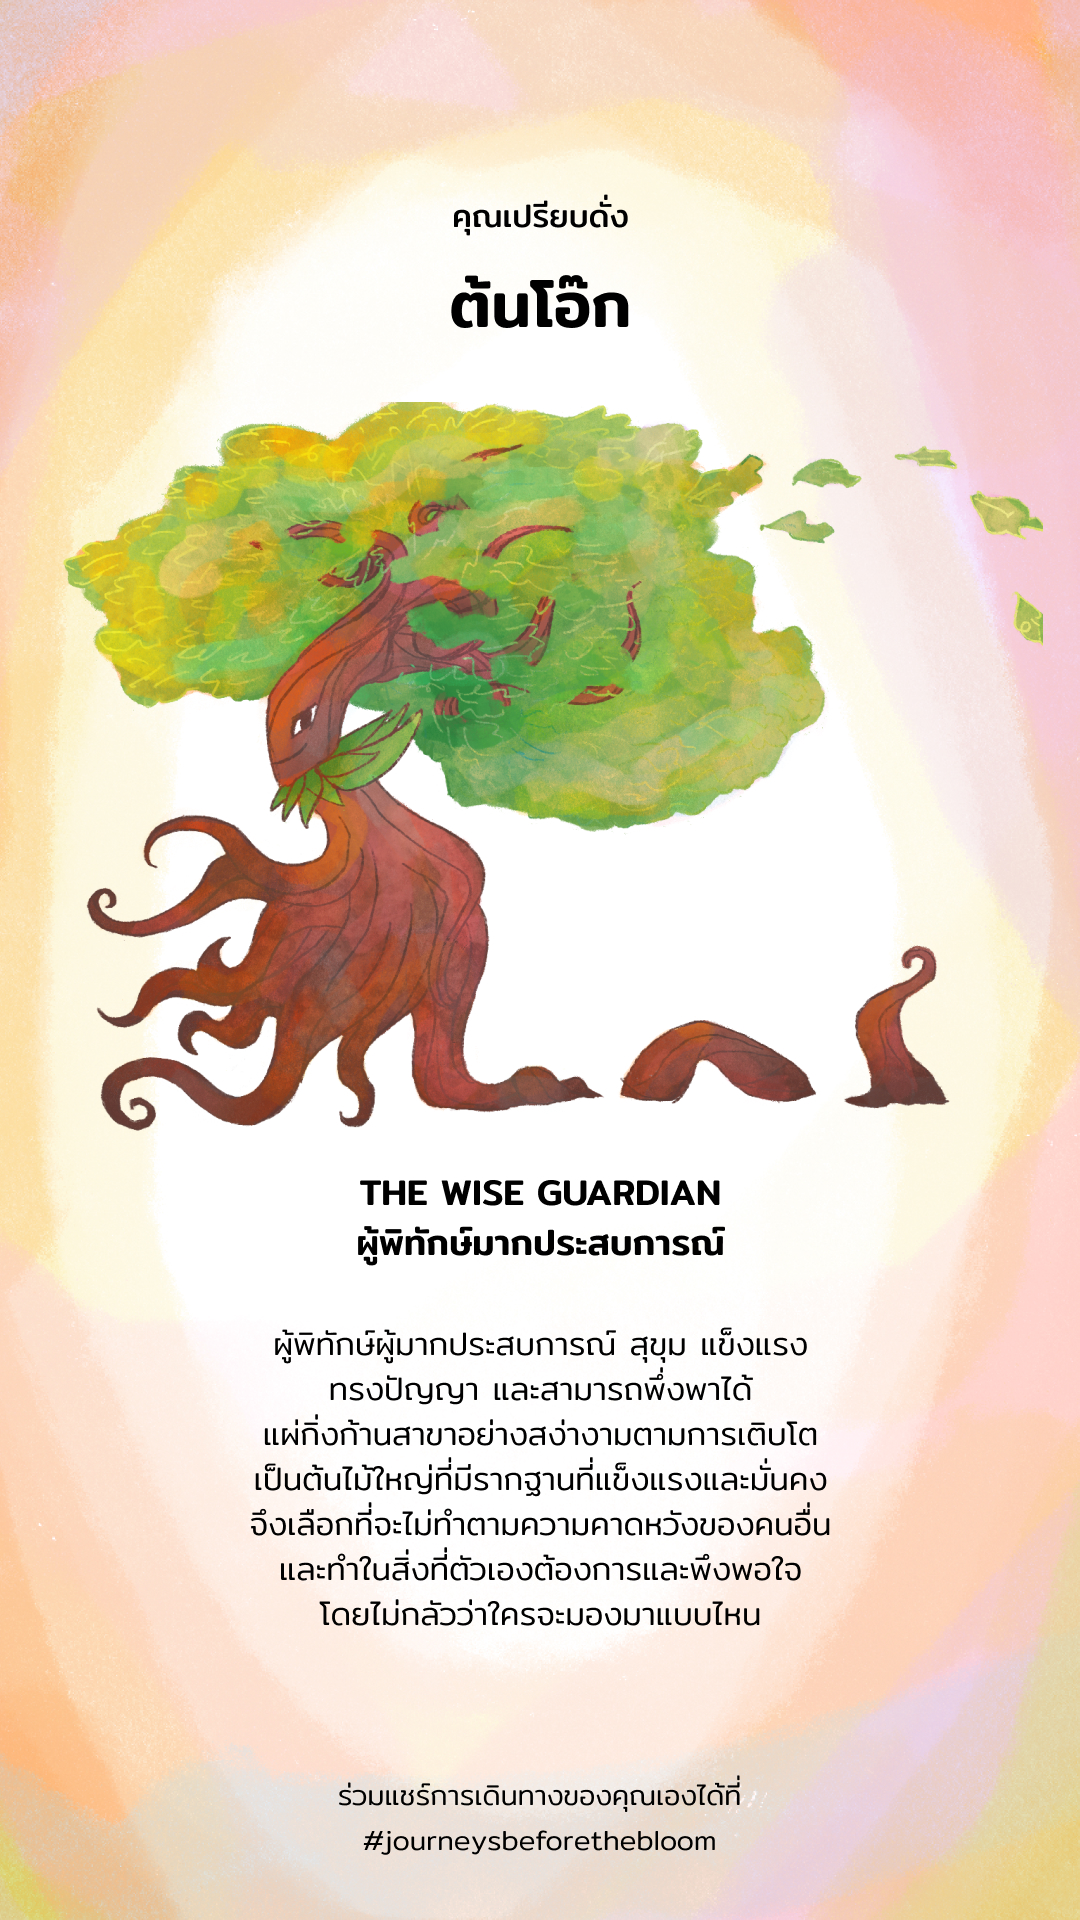 คุณเปรียบดั่ง
ต้นโอ๊ก
THE WISE GUARDIAN
ผู้พิทักษ์มากประสบการณ์
ผู้พิทักษ์ผู้มากประสบการณ์ สุขุม แข็งแรง
ทรงปัญญา และสามารถพึ่งพาได้
แผ่กิ่งก้านสาขาอย่างสง่างามตามการเติบโต
เป็นต้นไม้ใหญ่ที่มีรากฐานที่แข็งแรงและมั่นคง
จึงเลือกที่จะไม่ทำตามความคาดหวังของคนอื่น
และทำในสิ่งที่ตัวเองต้องการและพึงพอใจ
โดยไม่กลัวว่าใครจะมองมาแบบไหน
ร่วมแชร์การเดินทางของคุณเองได้ที่
#journeysbeforethebloom